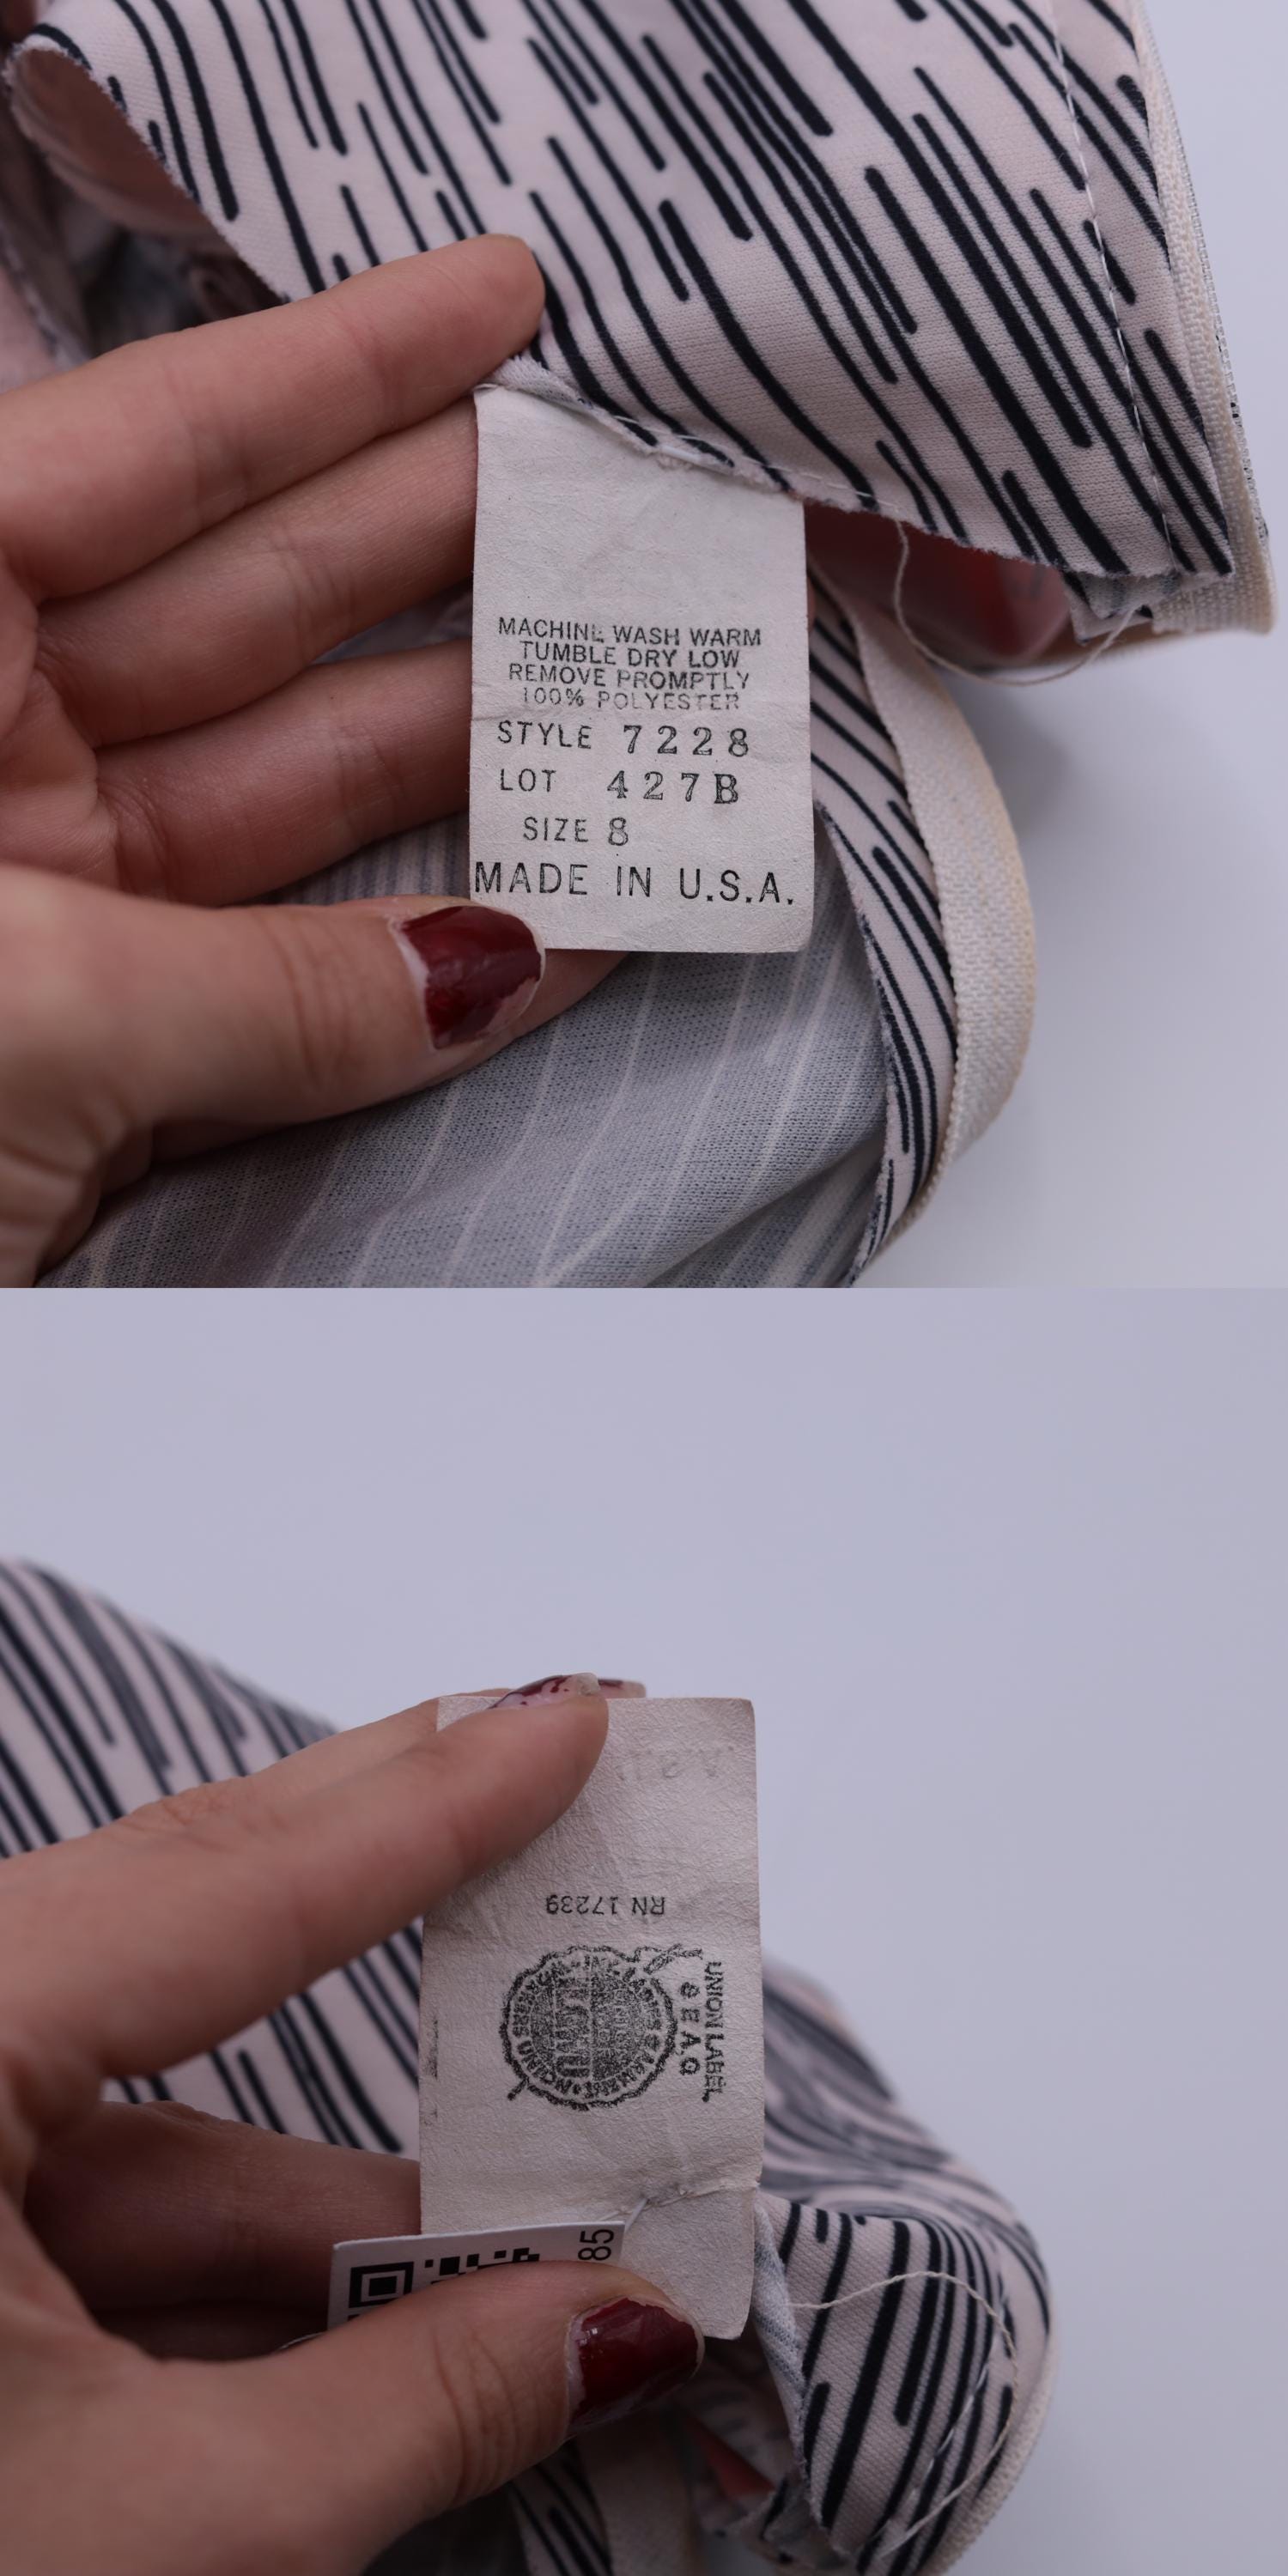 MACHINE WASH WARM
TUMBLE DRY LOW
REMOVE PROMPTLY
100% POLYESTER
STYLE 7228
LOT 427B
SIZE 8
MADE IN U.S.A.
RN 17239
UNION LABEL
85